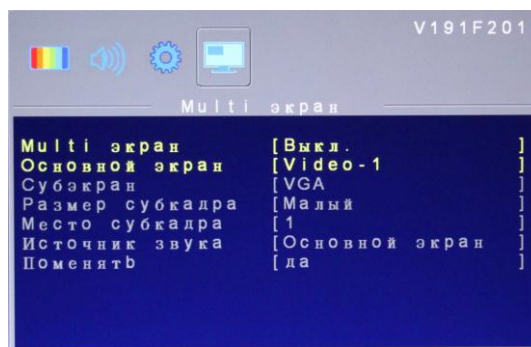 V191F201
Multi экран
Multi экран [Выкл. ]
Основной экран [Video-1 ]
Субэкран [VGA ]
Размер субкадра [Малый ]
Место субкадра [1 ]
Источник звука [Основной экран ]
Поменятb [да ]